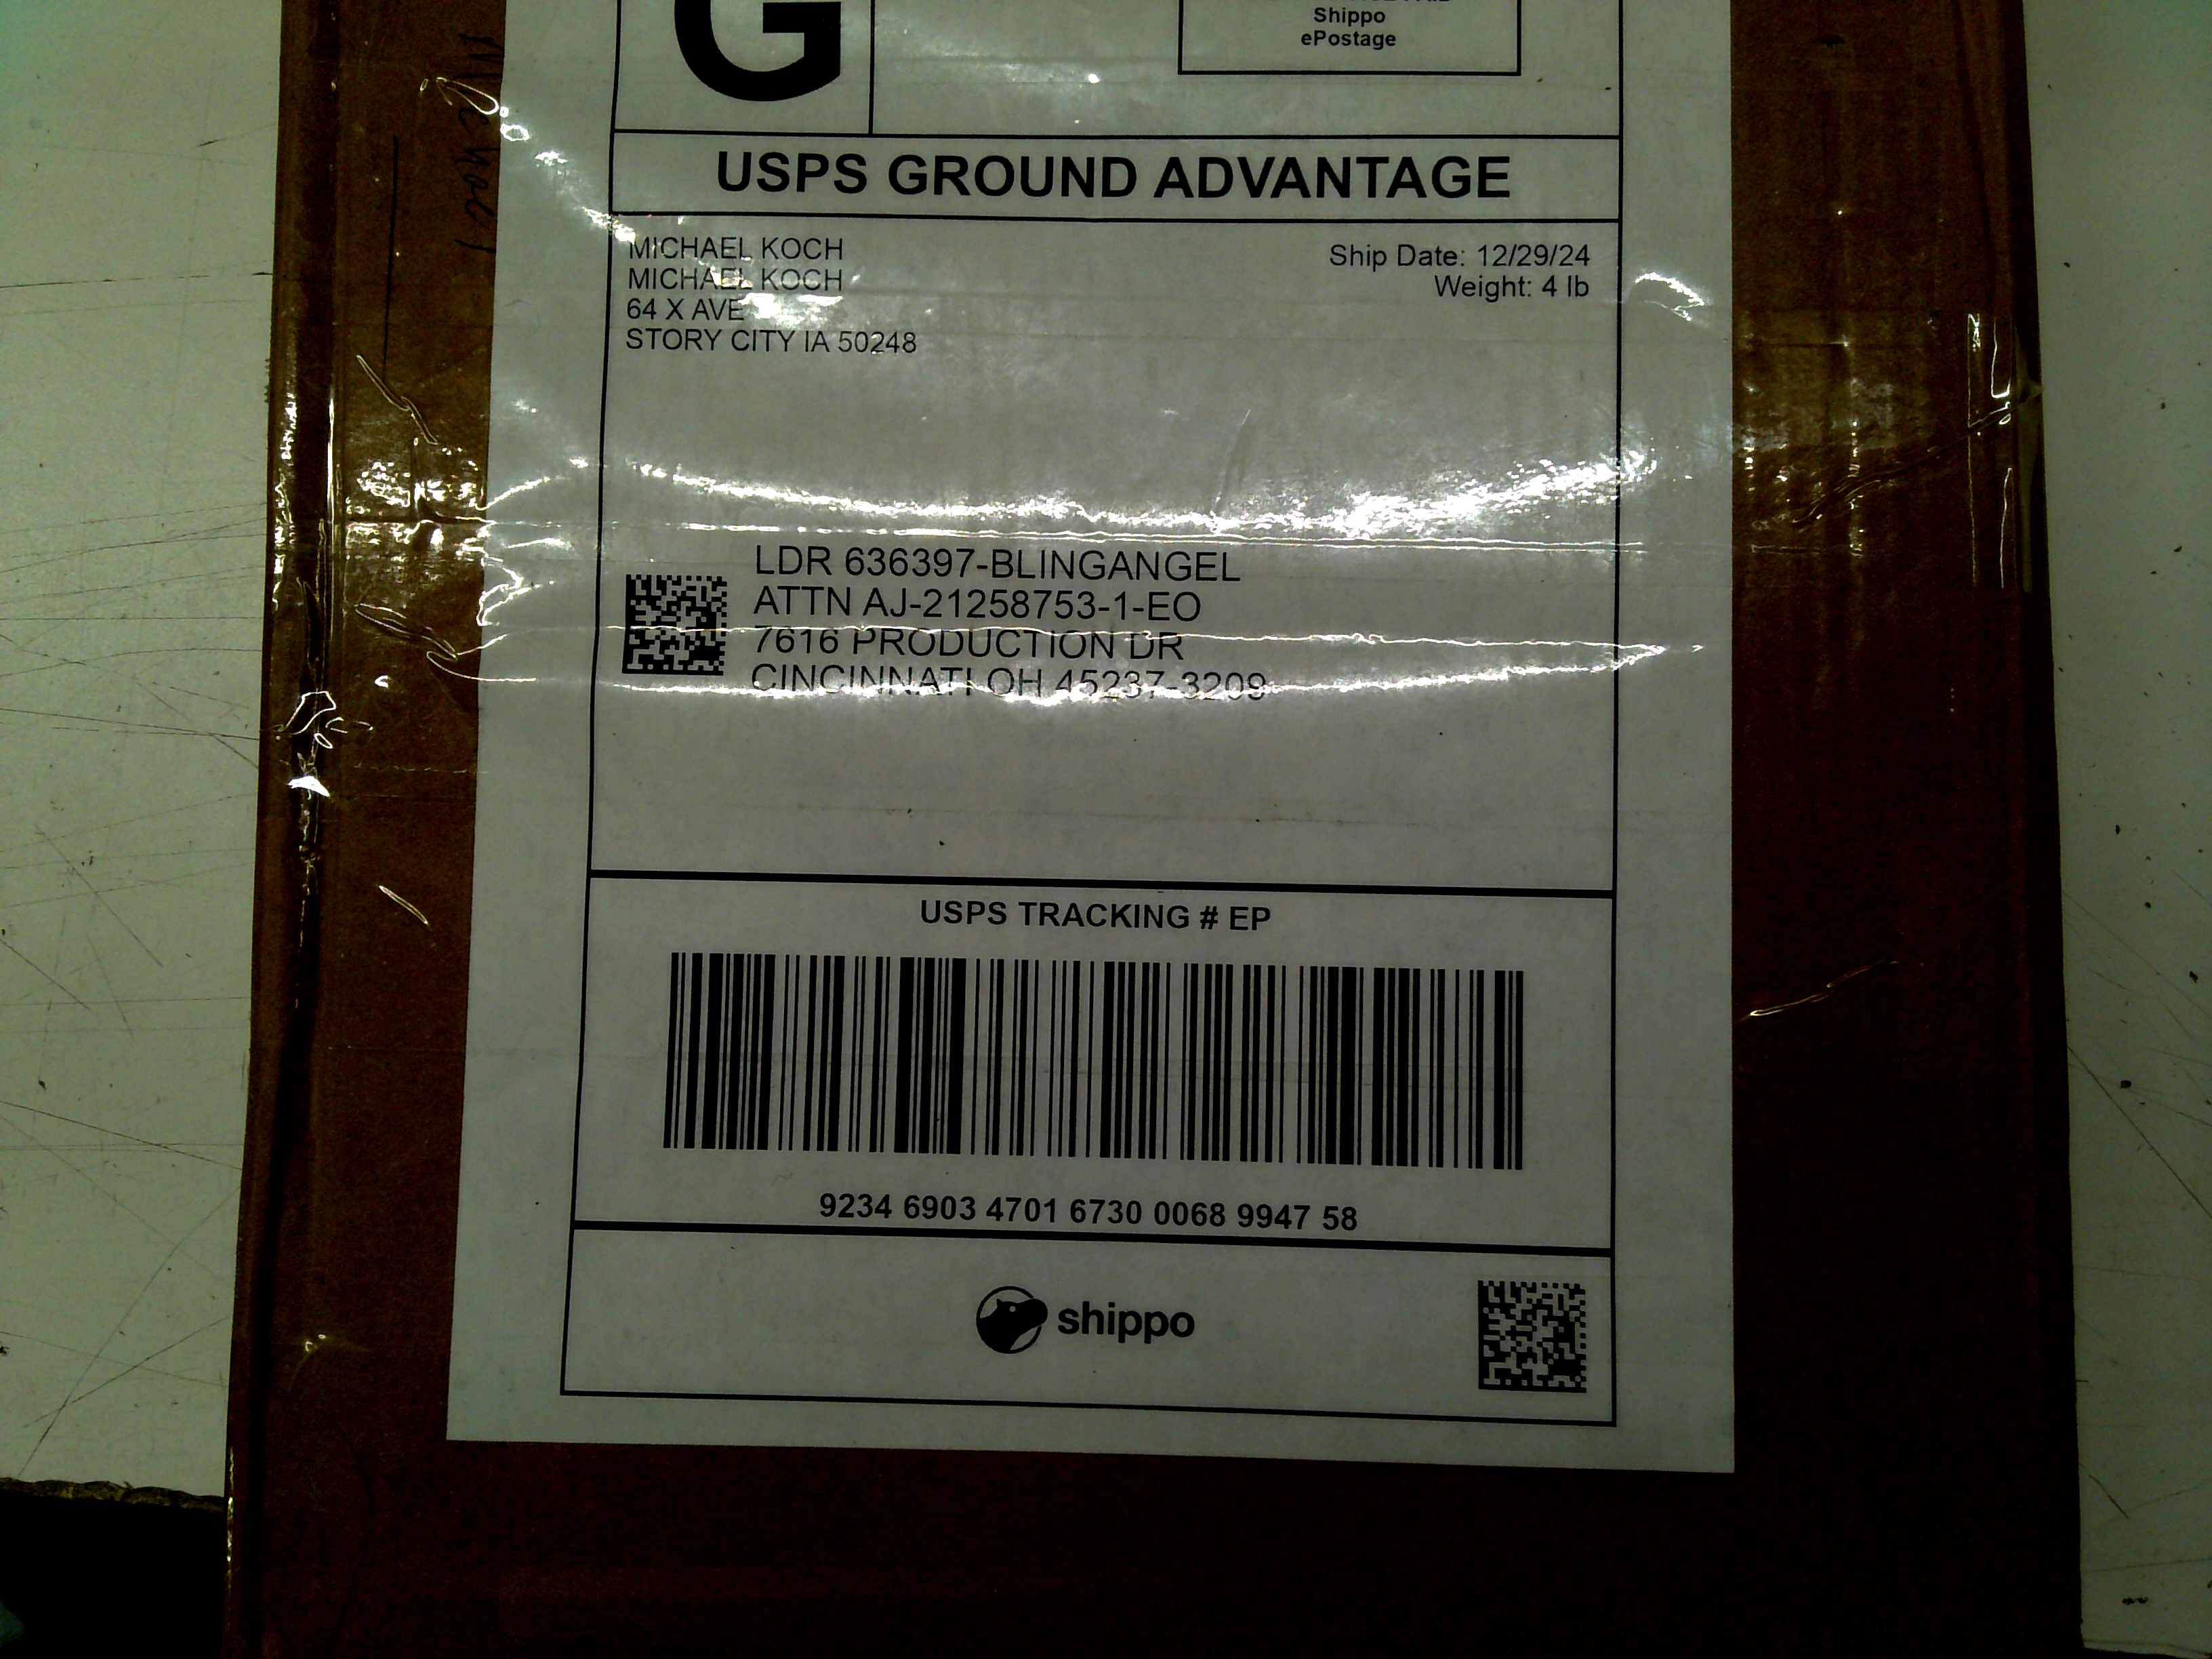 G
Shippo
ePostage
USPS GROUND ADVANTAGE
MICHAEL KOCH
MICHAEL KOCH
64 X AVE
STORY CITY IA 50248
Ship Date: 12/29/24
Weight: 4 lb
LDR 636397-BLINGANGEL
ATTN AJ-21258753-1-EO
7616 PRODUCTION DR
CINCINNATI OH 45237-3209
USPS TRACKING # EP
9234 6903 4701 6730 0068 9947 58
shippo